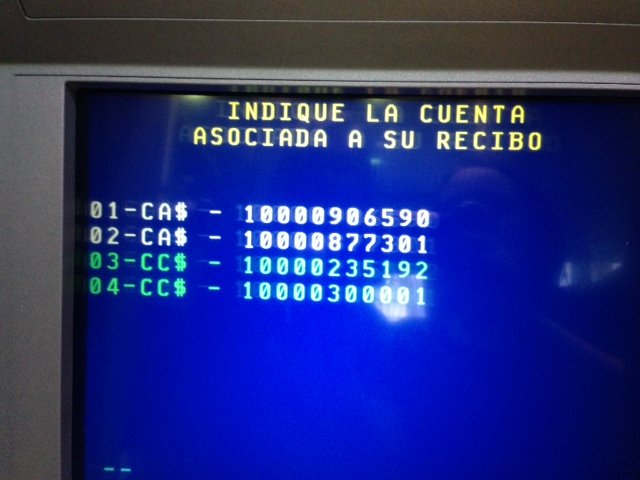 INDIQUE LA CUENTA
ASOCIADA A SU RECIBO
01-CA$ - 10000906590
02-CA$ - 10000877301
03-CC$ - 10000235192
04-CC$ - 10000300001
--